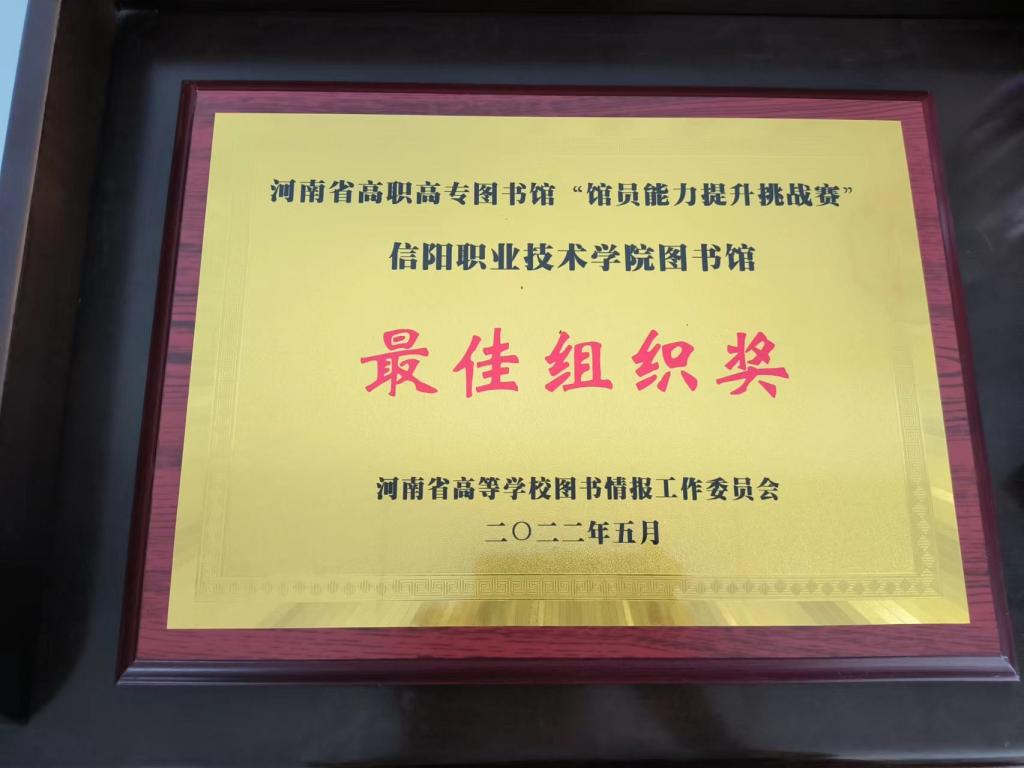 河南省高职高专图书馆“馆员能力提升挑战赛”
信阳职业技术学院图书馆
最佳组织奖
河南省高等学校图书情报工作委员会
二〇二二年五月